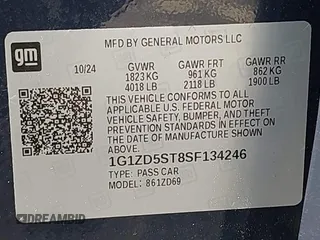 gm
MFD BY GENERAL MOTORS LLC
10/24 GVWR GAWR FRT GAWR RR
1823 KG 961 KG 862 KG
4018 LB 2118 LB 1900 LB
THIS VEHICLE CONFORMS TO ALL
APPLICABLE U.S. FEDERAL MOTOR
VEHICLE SAFETY, BUMPER, AND THEFT
PREVENTION STANDARDS IN EFFECT ON
THE DATE OF MANUFACTURE SHOWN
ABOVE.
1G1ZD5ST8SF134246
TYPE: PASS CAR
MODEL: 861ZD69
DREAMBID